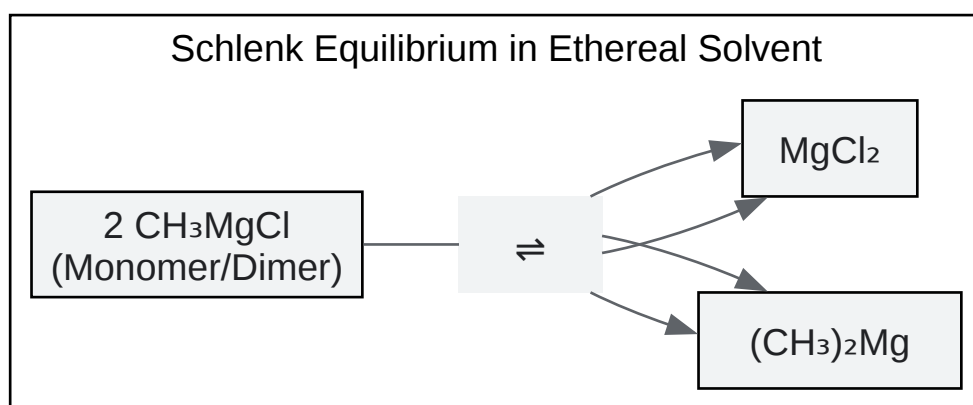 Schlenk Equilibrium in Ethereal Solvent
MgCl₂
2 CH₃MgCl
(Monomer/Dimer)
⇌
(CH₃)₂Mg